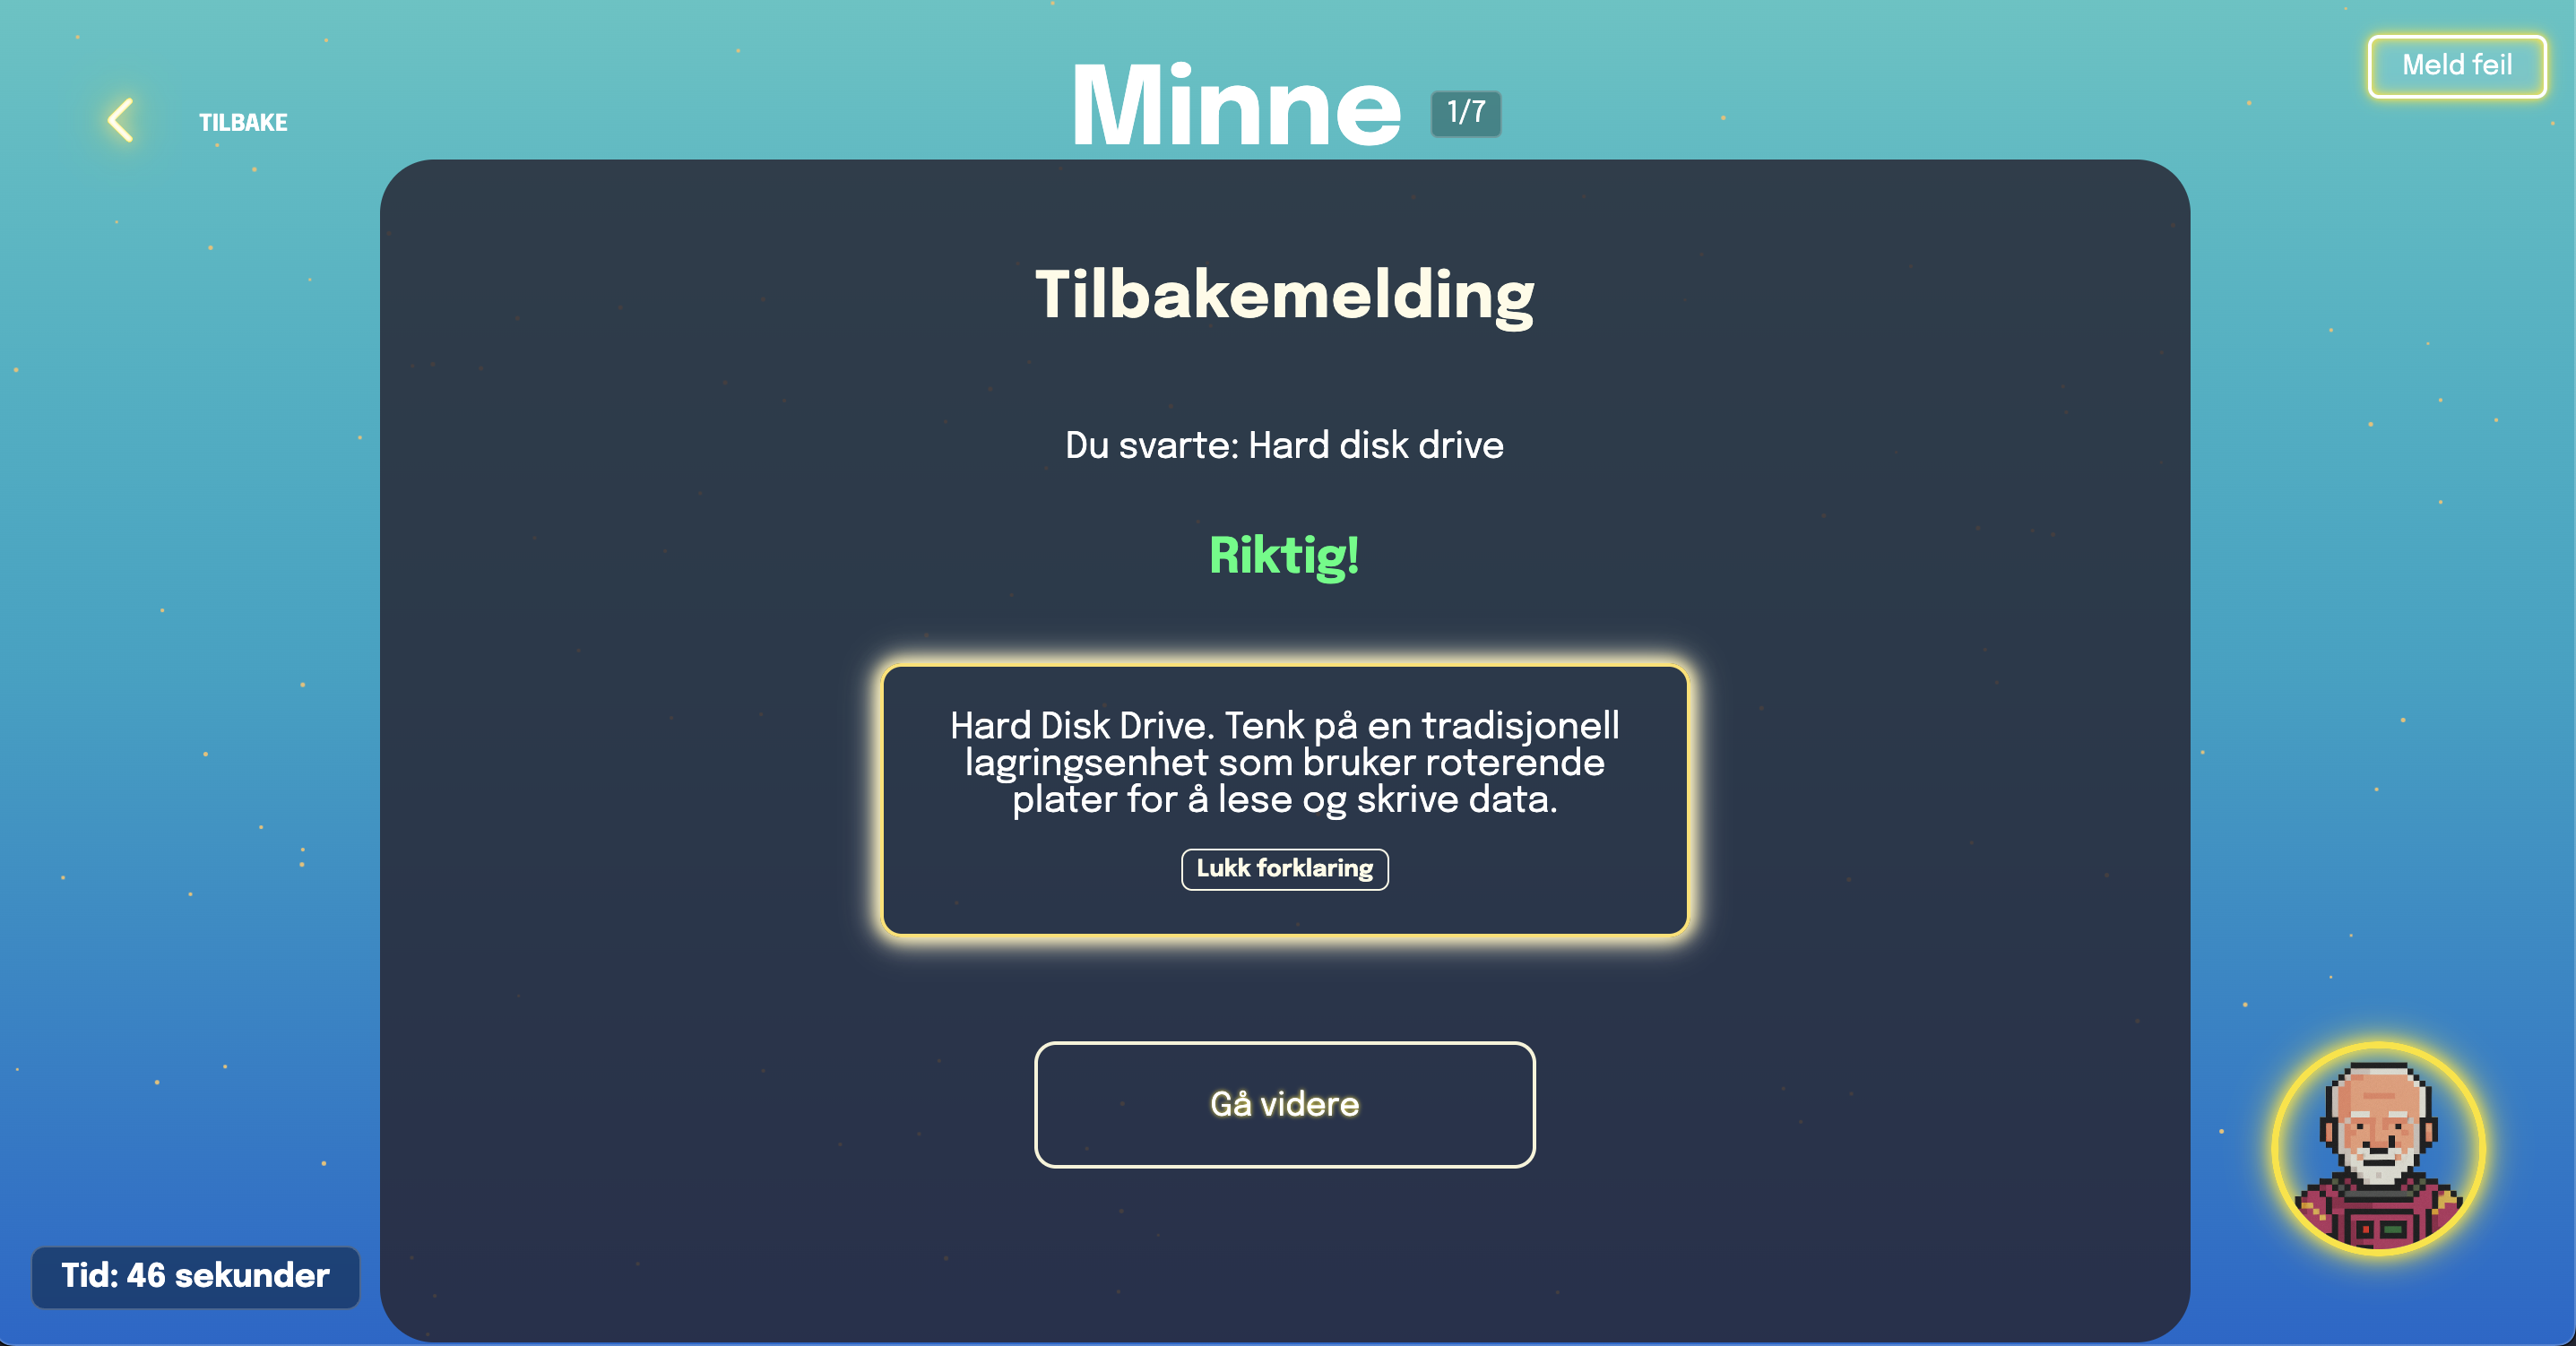 TILBAKE
Minne
1/7
Meld feil
Tilbakemelding
Du svarte: Hard disk drive
Riktig!
Hard Disk Drive. Tenk på en tradisjonell
lagringsenhet som bruker roterende
plater for å lese og skrive data.
Lukk forklaring
Gå videre
Tid: 46 sekunder